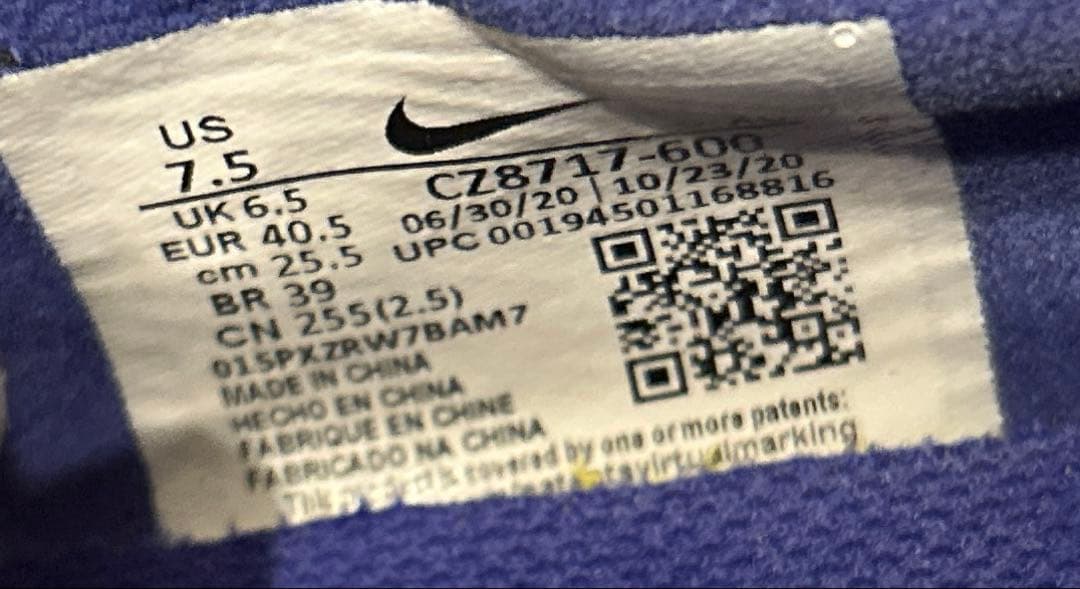 US
7.5
UK 6.5
EUR 40.5
cm 25.5
BR 39
CN 255(2.5)
015PXZRW7BAM7
MADE IN CHINA
HECHO EN CHINA
FABRIQUE EN CHINE
FABRICADO NA CHINA
CZ8717-600
06/30/20 | 10/23/20
UPC 00194501168816
covered by one or more patents:
virtualmarking